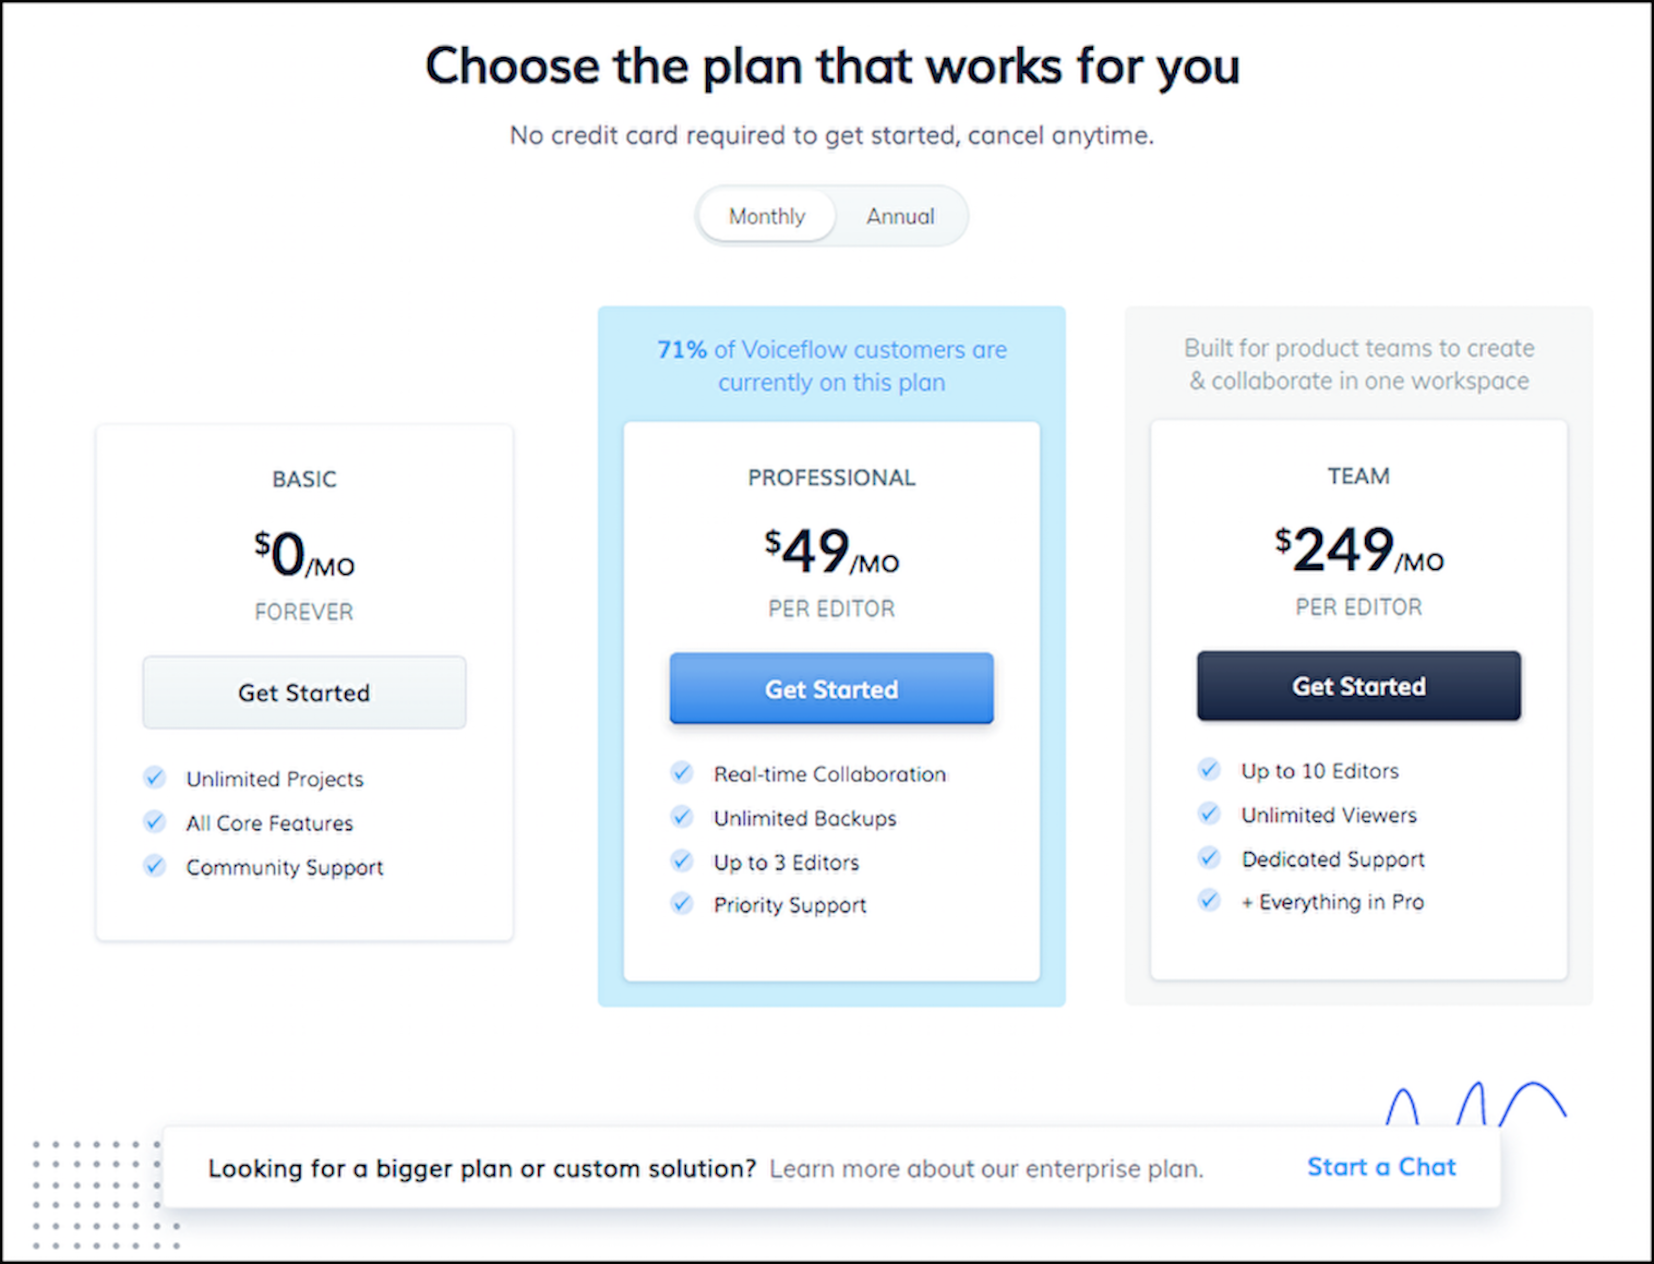 Choose the plan that works for you
No credit card required to get started, cancel anytime.
Monthly
Annual
BASIC
$0/MO
FOREVER
Get Started
Unlimited Projects
All Core Features
Community Support
71% of Voiceflow customers are
currently on this plan
PROFESSIONAL
$49/MO
PER EDITOR
Get Started
Real-time Collaboration
Unlimited Backups
Up to 3 Editors
Priority Support
Built for product teams to create
& collaborate in one workspace
TEAM
$249/MO
PER EDITOR
Get Started
Up to 10 Editors
Unlimited Viewers
Dedicated Support
+ Everything in Pro
Looking for a bigger plan or custom solution? Learn more about our enterprise plan.
Start a Chat